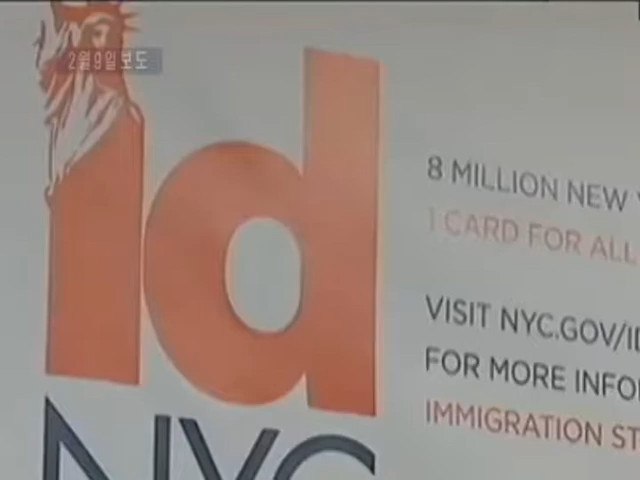 2월9일 보도
id
NYC
8 MILLION NEW
1 CARD FOR ALL
VISIT NYC.GOV/ID
FOR MORE INFO
IMMIGRATION ST